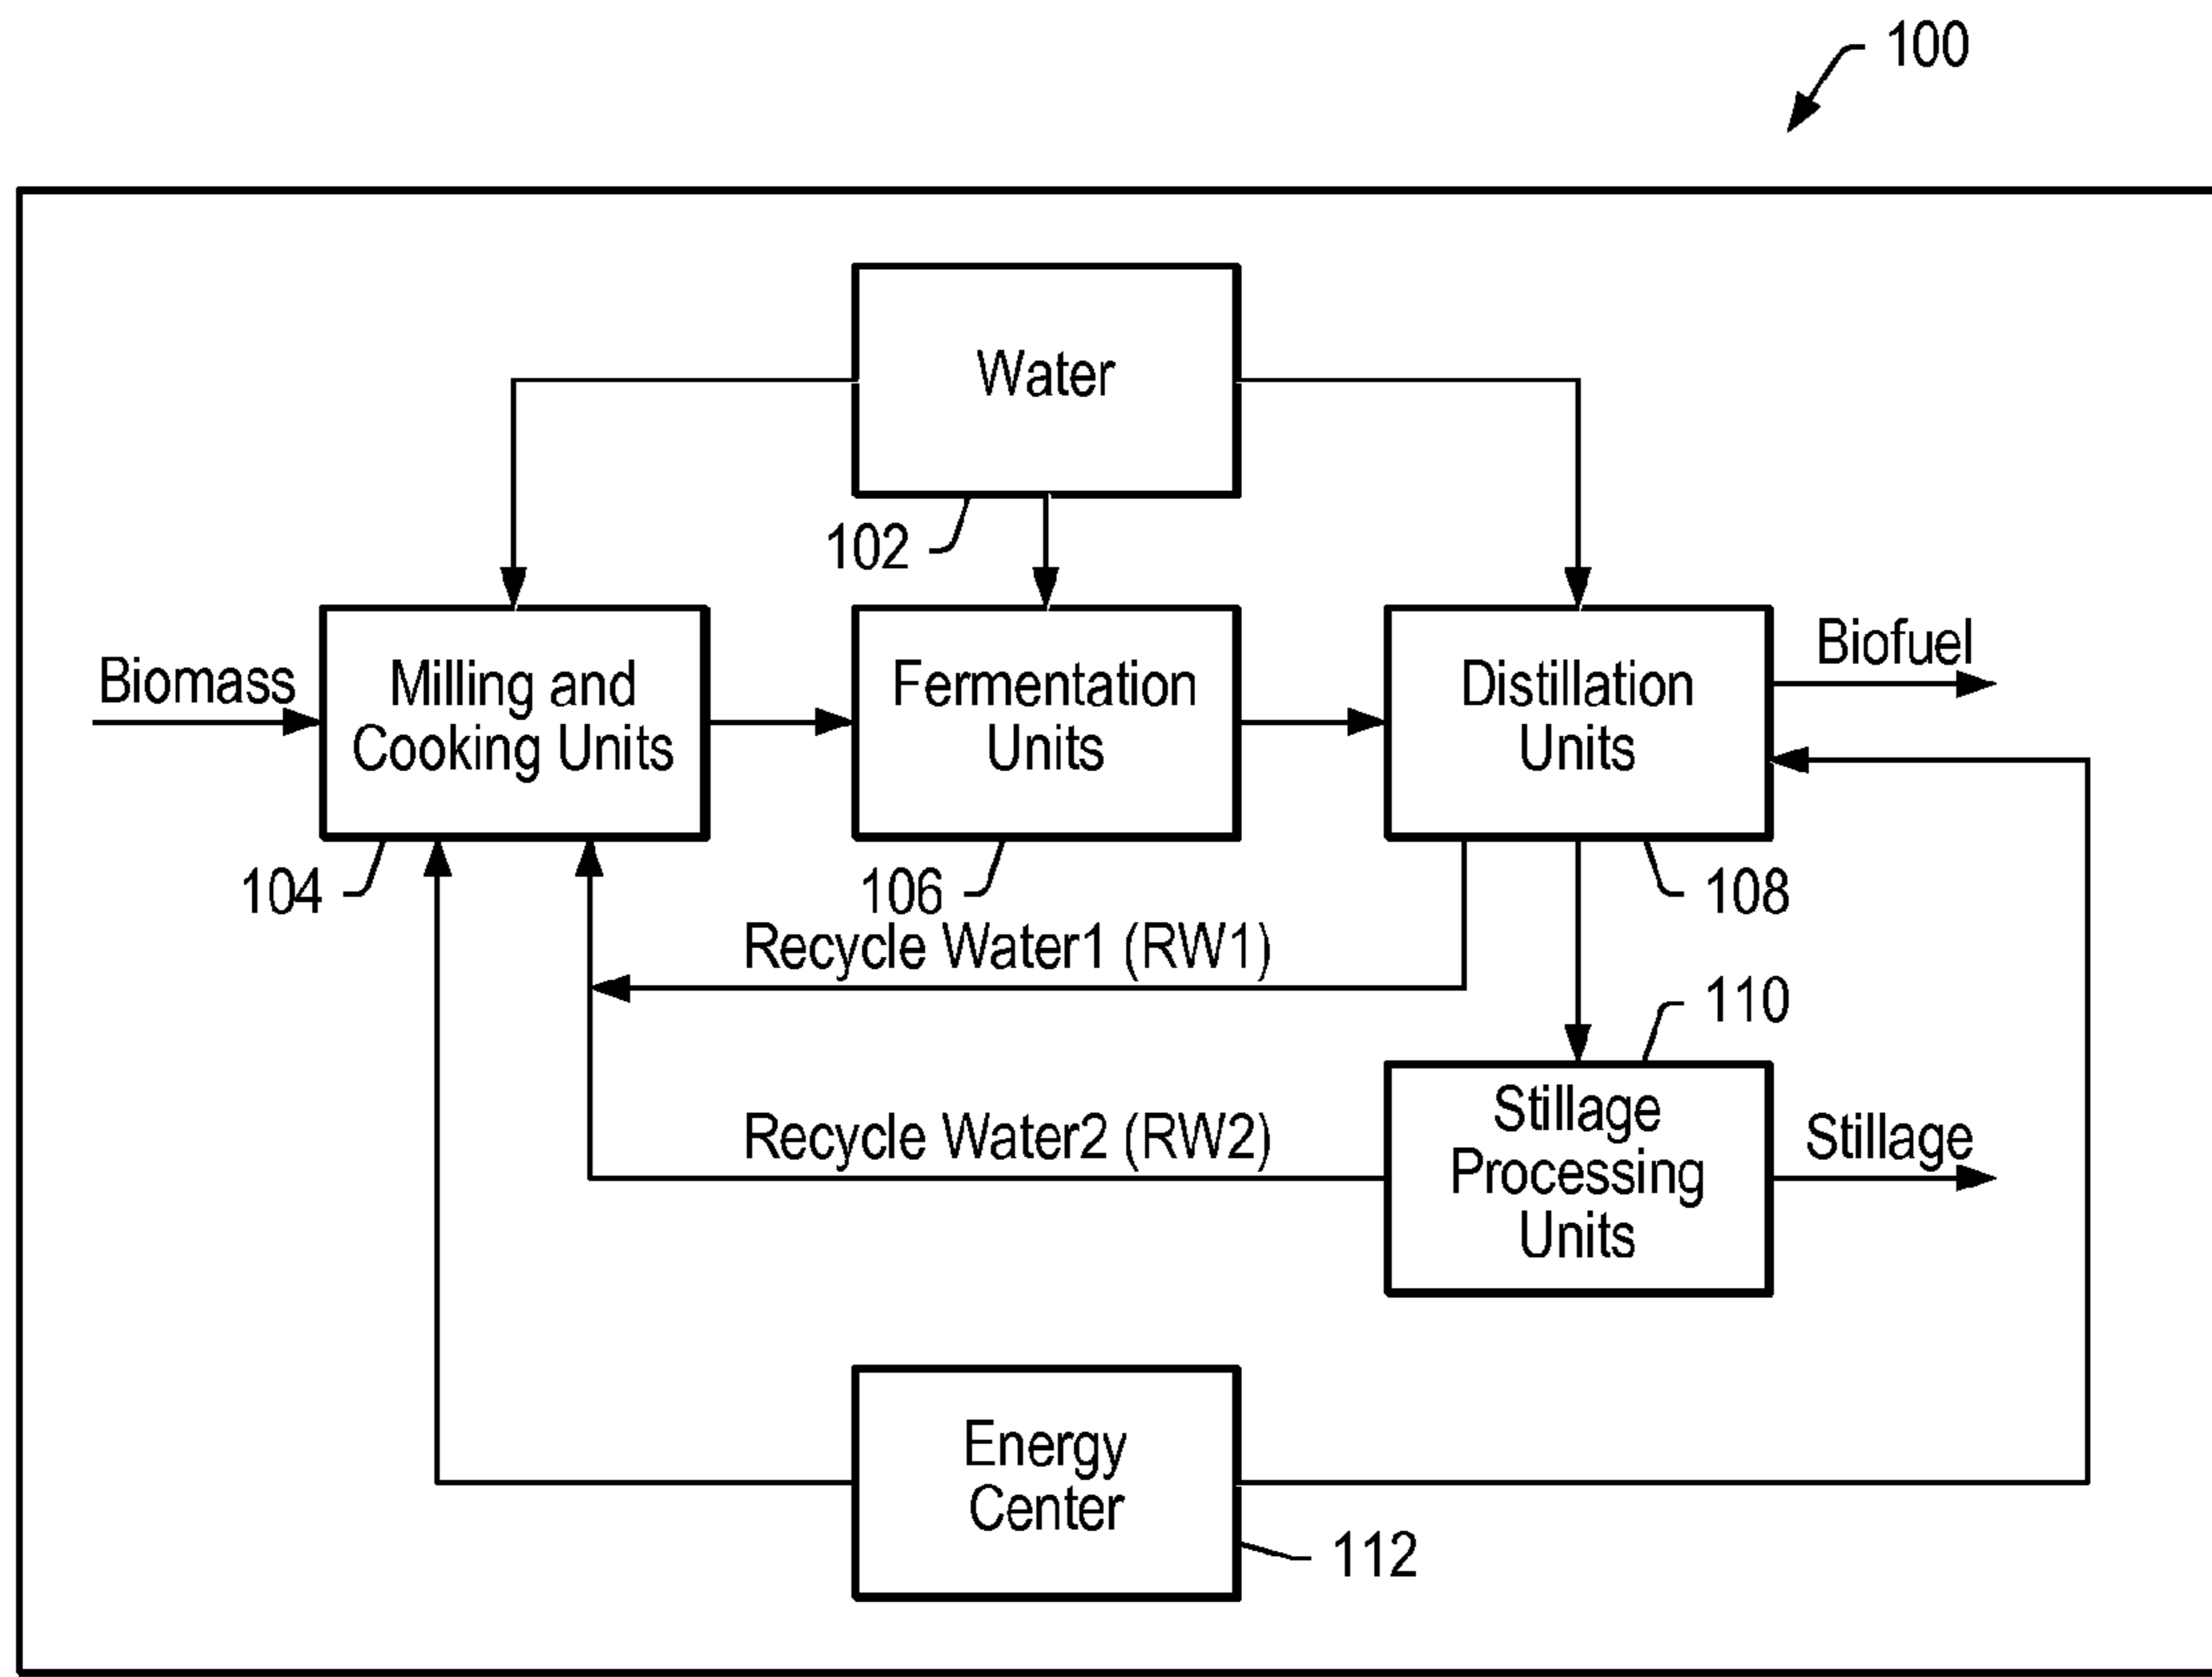 100
Water
102
Biomass
Milling and
Cooking Units
104
Fermentation
Units
106
Distillation
Units
108
Biofuel
Recycle Water1 (RW1)
110
Recycle Water2 (RW2)
Stillage
Processing
Units
Stillage
Energy
Center
112